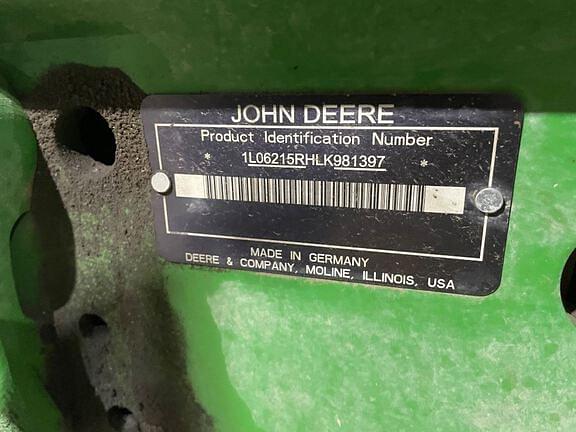 JOHN DEERE
Product Identification Number
* 1L06215RHLK981397 *
MADE IN GERMANY
DEERE & COMPANY, MOLINE, ILLINOIS, USA